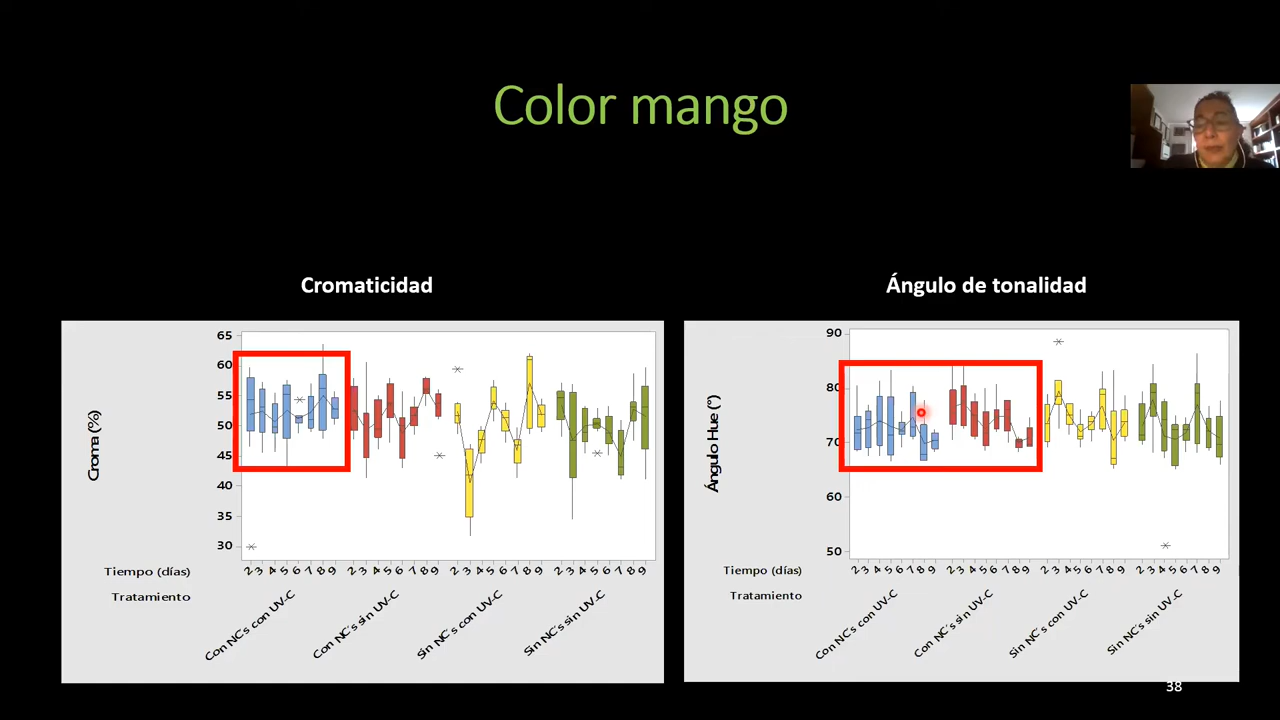 Color mango
Cromaticidad
Ángulo de tonalidad
Croma (%)
65
60
55
50
45
40
35
30
Tiempo (días)
2 3 4 5 6 7 8 9 2 3 4 5 6 7 8 9 2 3 4 5 6 7 8 9 2 3 4 5 6 7 8 9
Tratamiento
Con NC's con UV-C
Con NC's sin UV-C
Sin NC's con UV-C
Sin NC's sin UV-C
Ángulo Hue (°)
90
80
70
60
50
Tiempo (días)
2 3 4 5 6 7 8 9 2 3 4 5 6 7 8 9 2 3 4 5 6 7 8 9 2 3 4 5 6 7 8 9
Tratamiento
Con NC's con UV-C
Con NC's sin UV-C
Sin NC's con UV-C
Sin NC's sin UV-C
38